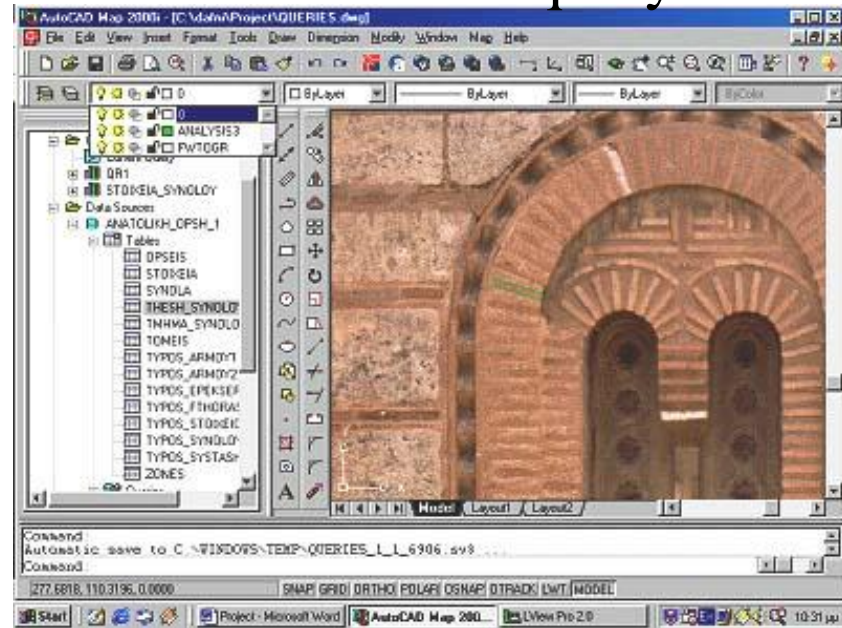 AutoCAD Map 2000i - [C:\dafni\Project\QUERIES.dwg]
File Edit View Insert Format Tools Draw Dimension Modify Window Map Help
0 ByLayer ByLayer ByLayer ByColor
0
ANALYSIS3
FWTOGR
Current Query
QR1
STOIXEIA_SYNOLOY
Data Sources
ANATOLIKH_OPSH_1
Tables
OPSEIS
STOIXEIA
SYNOLA
THESH_SYNOLO
TMHMA_SYNOLO
TOMEIS
TYPOS_ARMOY1
TYPOS_ARMOY2
TYPOS_EPEKSER
TYPOS_FTHORAS
TYPOS_STOIXEIO
TYPOS_SYNOLOY
TYPOS_SYSTASH
ZONES
A
X
Model Layout1 Layout2
Command:
Automatic save to C:\WINDOWS\TEMP\QUERIES_1_1_6906.sv$ ...
Command:
277.6818, 110.3196, 0.0000 SNAP GRID ORTHO POLAR OSNAP OTRACK LWT MODEL
Start Project - Microsoft Word AutoCAD Map 200... LView Pro 2.0 10:31 μμ